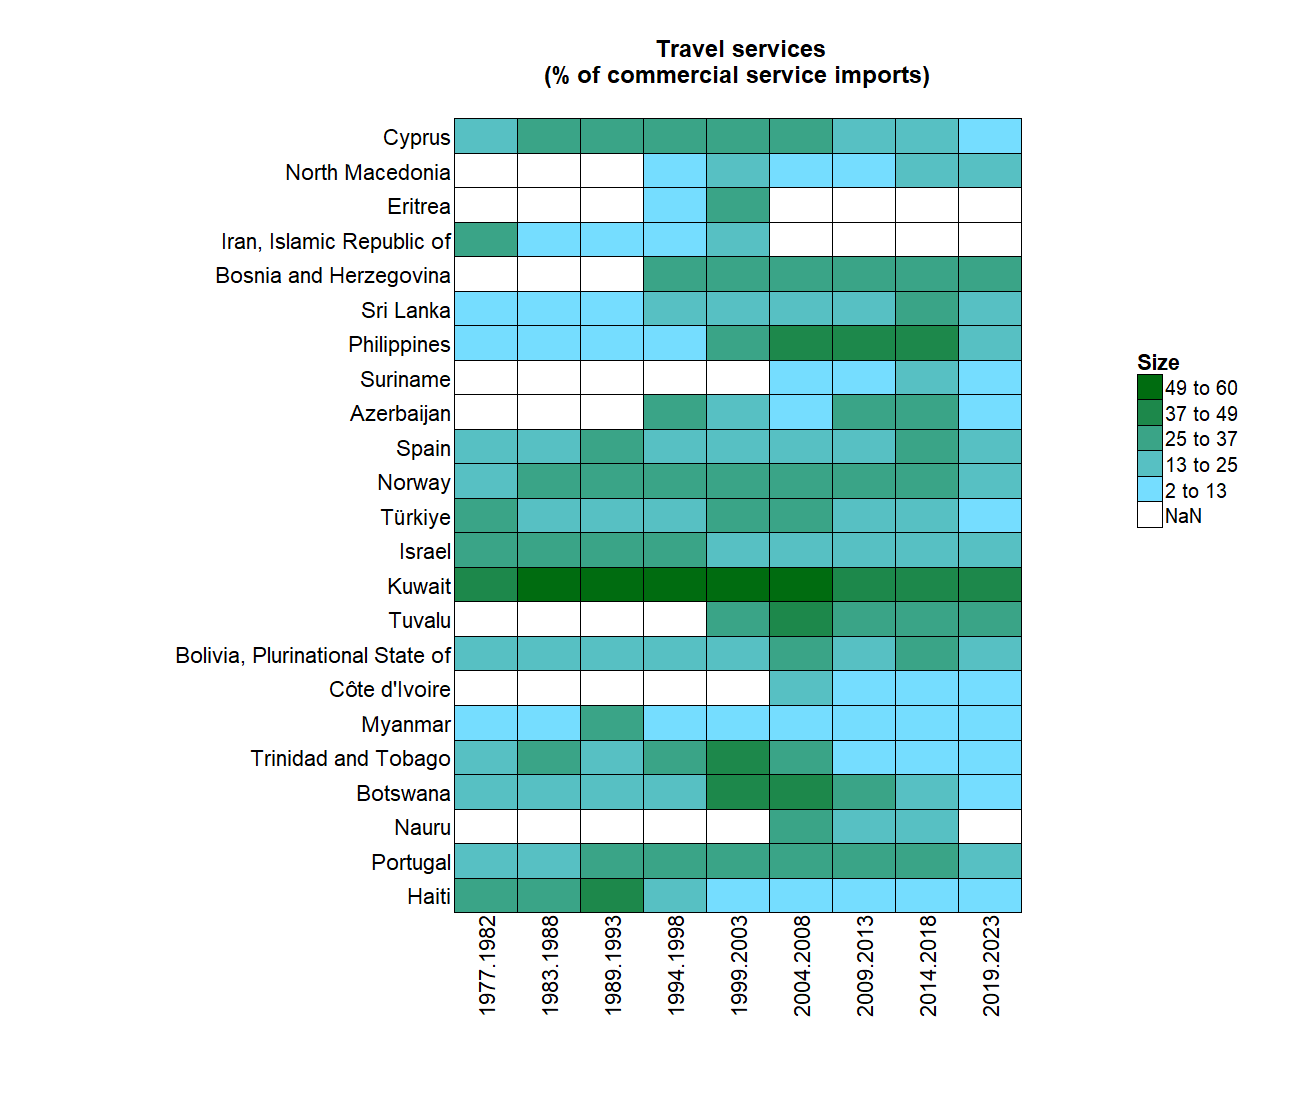 Travel services
(% of commercial service imports)
Cyprus
North Macedonia
Eritrea
Iran, Islamic Republic of
Bosnia and Herzegovina
Sri Lanka
Philippines
Suriname
Azerbaijan
Spain
Norway
Türkiye
Israel
Kuwait
Tuvalu
Bolivia, Plurinational State of
Côte d'Ivoire
Myanmar
Trinidad and Tobago
Botswana
Nauru
Portugal
Haiti
1977.1982
1983.1988
1989.1993
1994.1998
1999.2003
2004.2008
2009.2013
2014.2018
2019.2023
Size
49 to 60
37 to 49
25 to 37
13 to 25
2 to 13
NaN